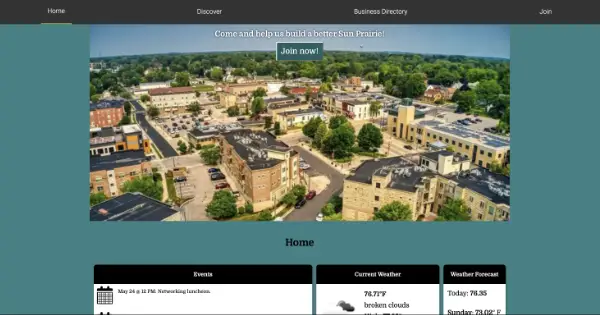 Home Discover Business Directory Join
Come and help us build a better Sun Prairie!
Join now!
Home
Events Current Weather Weather Forecast
May 24 @ 12 PM: Networking luncheon.
76.71°F
broken clouds
Today: 76.35
Sunday: 73.02° F